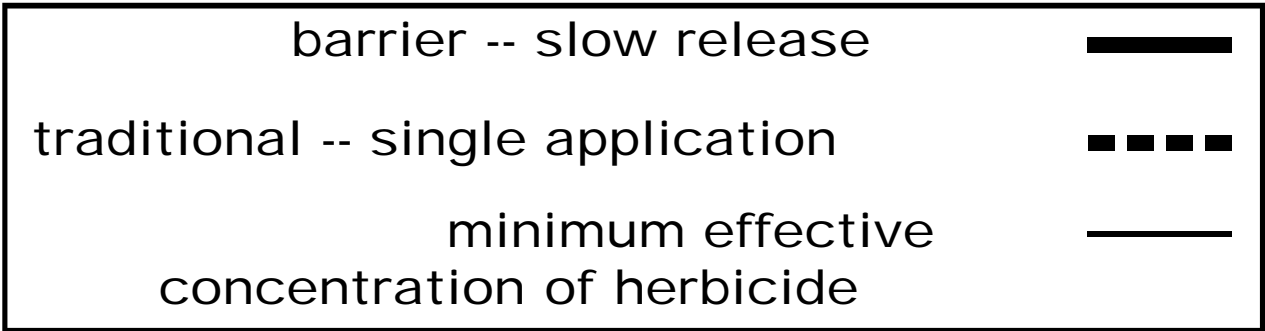 barrier -- slow release
traditional -- single application
minimum effective
concentration of herbicide